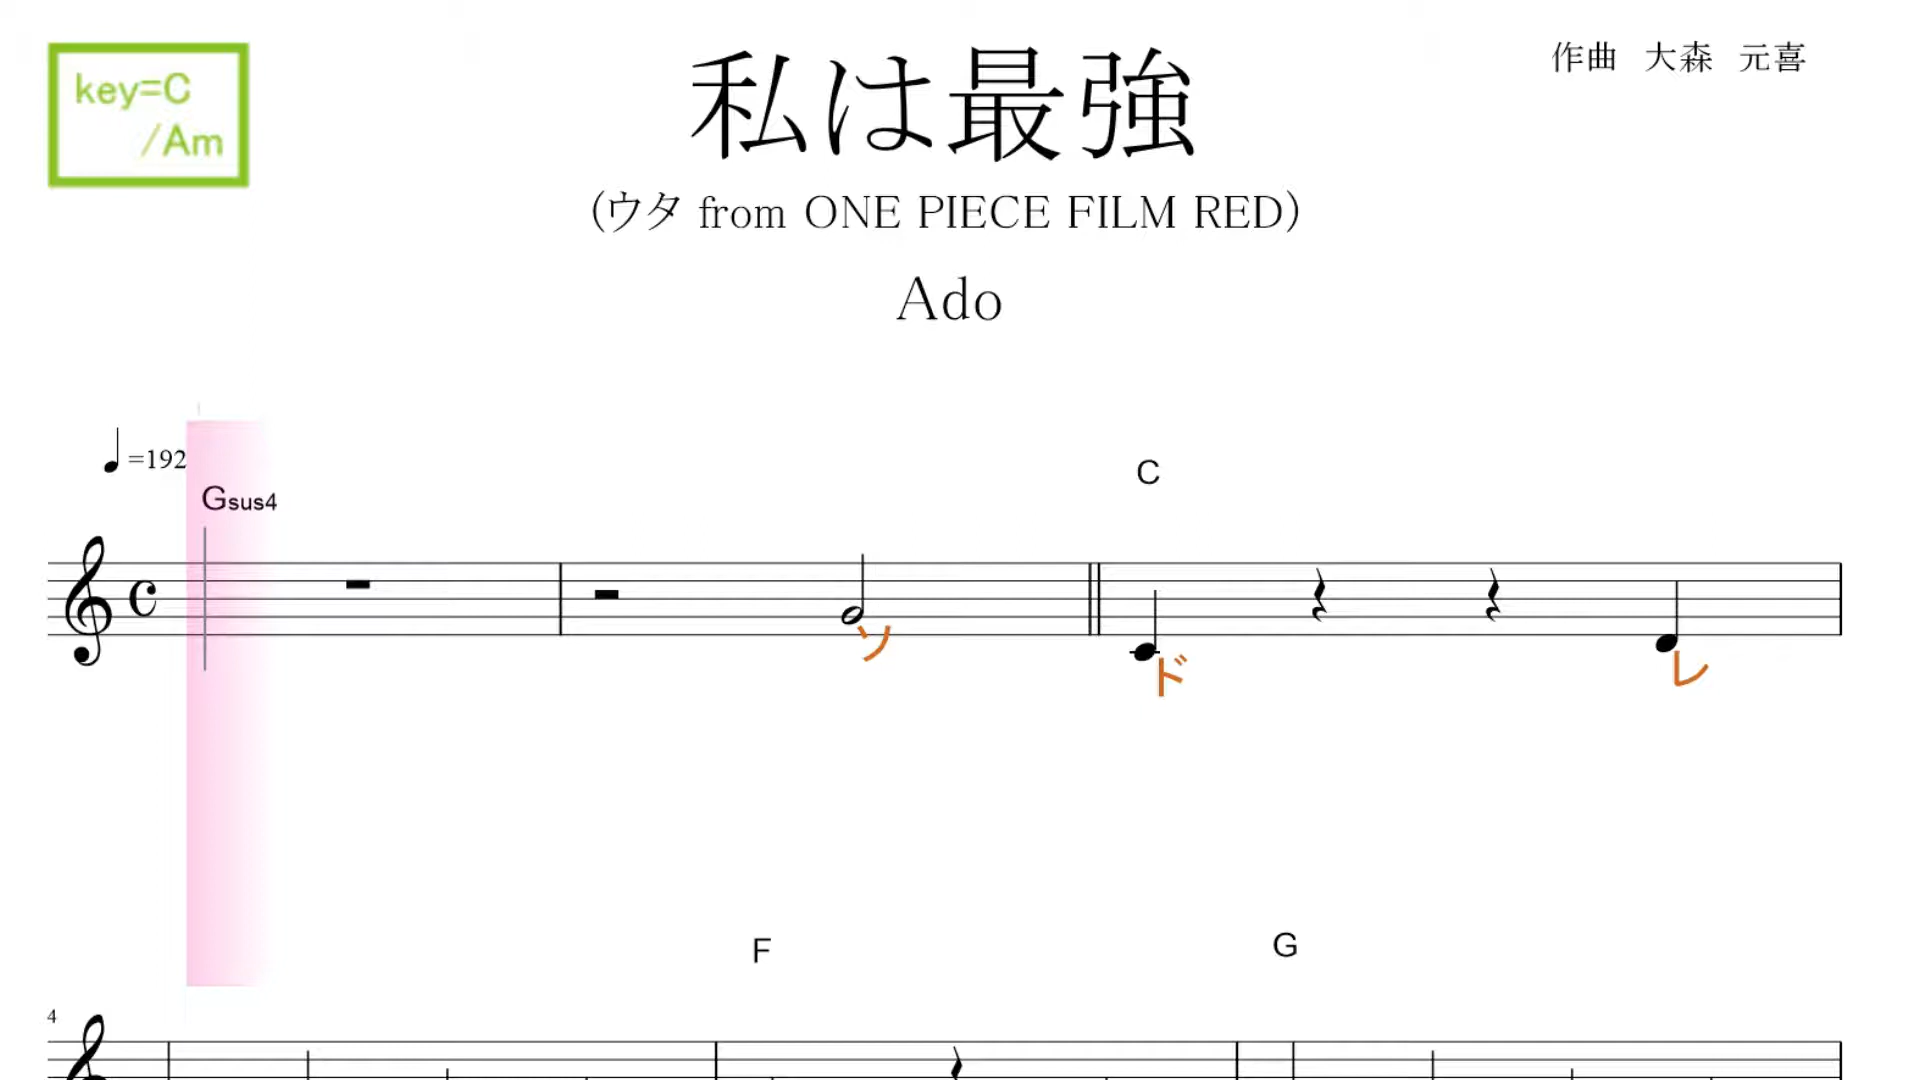 key=C
/Am
私は最強
作曲 大森 元喜
(ウタ from ONE PIECE FILM RED)
Ado
=192
Gsus4
C
ソ
ド
レ
F
G
4